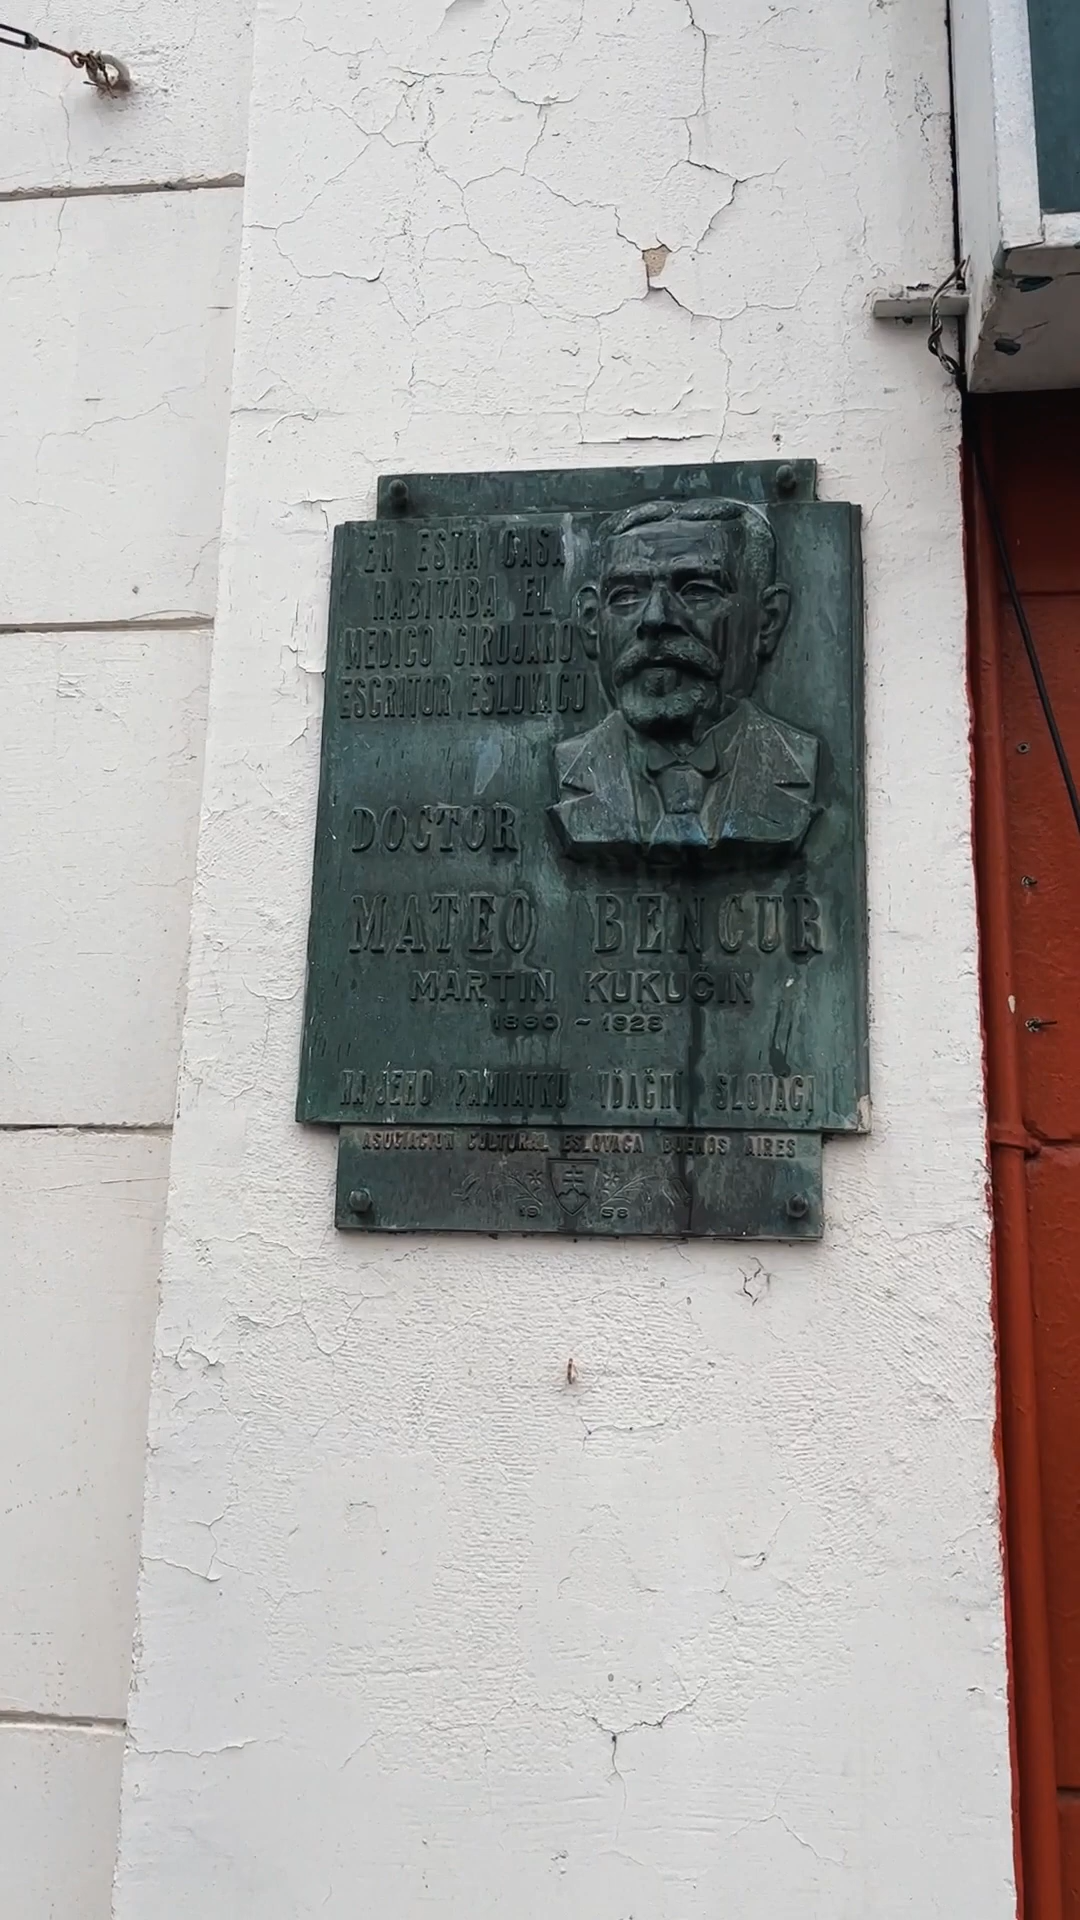 EN ESTA CASA
HABITABA EL
MEDICO CIRUJANO
ESCRITOR ESLOVACO
DOCTOR
MATEO BENCUR
MARTIN KUKUČIN
1860 ~ 1928
NA JEHO PAMIATKU VĎAČNÍ SLOVACI
ASOCIACION CULTURAL ESLOVACA BUENOS AIRES
19 58